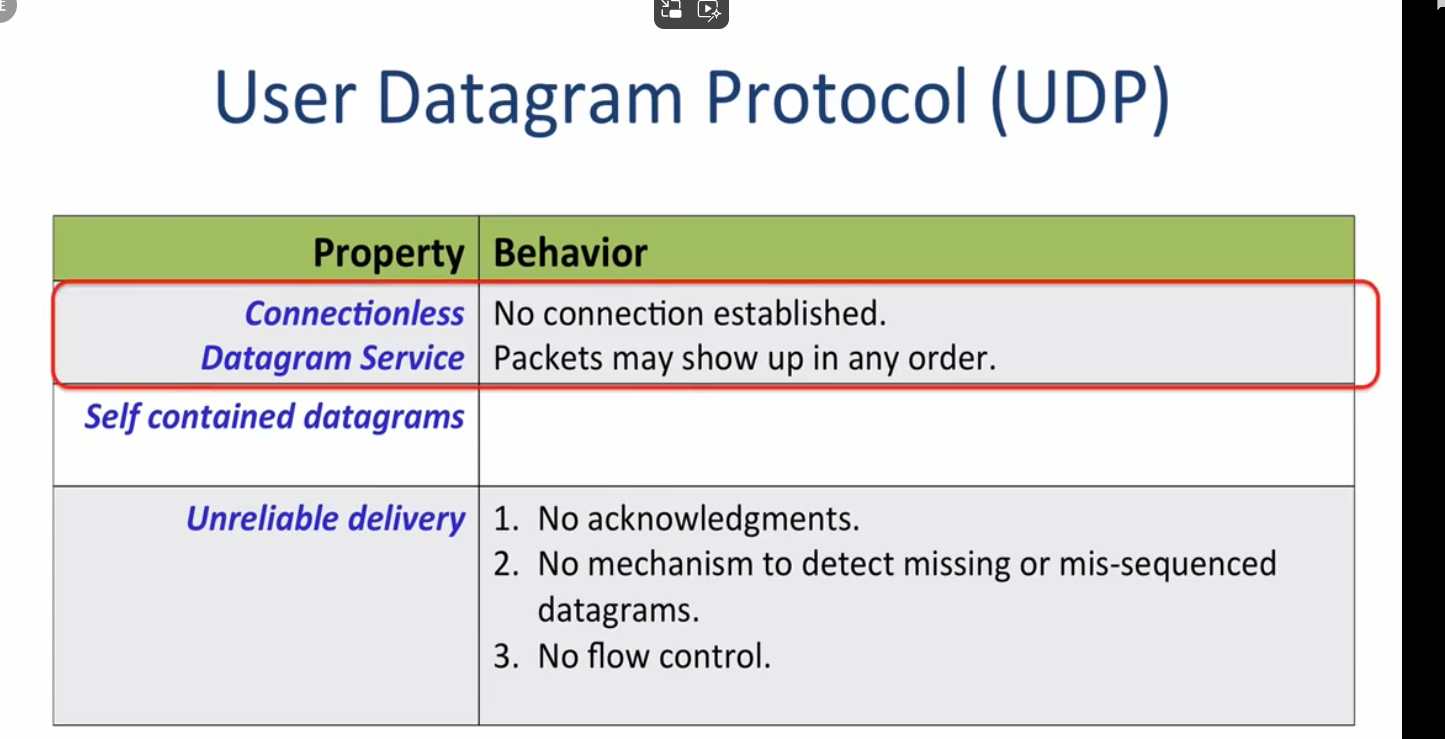 E
User Datagram Protocol (UDP)
Property Behavior
Connectionless No connection established.
Datagram Service Packets may show up in any order.
Self contained datagrams
Unreliable delivery 1. No acknowledgments.
2. No mechanism to detect missing or mis-sequenced
datagrams.
3. No flow control.